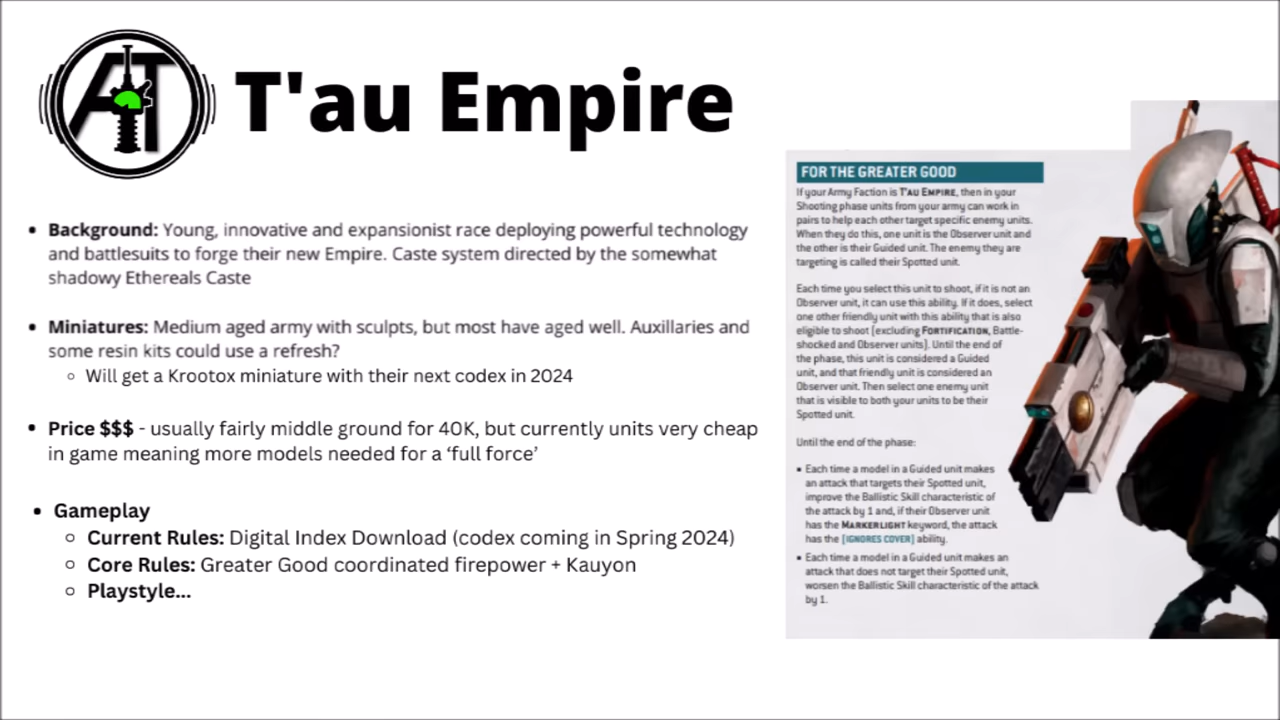 AT
T'au Empire
• Background: Young, innovative and expansionist race deploying powerful technology
and battlesuits to forge their new Empire. Caste system directed by the somewhat
shadowy Ethereals Caste
• Miniatures: Medium aged army with sculpts, but most have aged well. Auxillaries and
some resin kits could use a refresh?
○ Will get a Krootox miniature with their next codex in 2024
• Price $$$ - usually fairly middle ground for 40K, but currently units very cheap
in game meaning more models needed for a ‘full force’
• Gameplay
○ Current Rules: Digital Index Download (codex coming in Spring 2024)
○ Core Rules: Greater Good coordinated firepower + Kauyon
○ Playstyle...
FOR THE GREATER GOOD
If your Army Faction is T'AU EMPIRE, then in your
Shooting phase units from your army can work in
pairs to help each other target specific enemy units.
When they do this, one unit is the Observer unit and
the other is their Guided unit. The enemy they are
targeting is called their Spotted unit.
Each time you select this unit to shoot, if it is not an
Observer unit, it can use this ability. If it does, select
one other friendly unit with this ability that is also
eligible to shoot (excluding FORTIFICATION, Battle-
shocked and Observer units). Until the end of
the phase, this unit is considered a Guided
unit, and that friendly unit is considered an
Observer unit. Then select one enemy unit
that is visible to both your units to be their
Spotted unit.
Until the end of the phase:
▪ Each time a model in a Guided unit makes
an attack that targets their Spotted unit,
improve the Ballistic Skill characteristic of
the attack by 1 and, if their Observer unit
has the MARKERLIGHT keyword, the attack
has the [IGNORES COVER] ability.
▪ Each time a model in a Guided unit makes an
attack that does not target their Spotted unit,
worsen the Ballistic Skill characteristic of the attack
by 1.